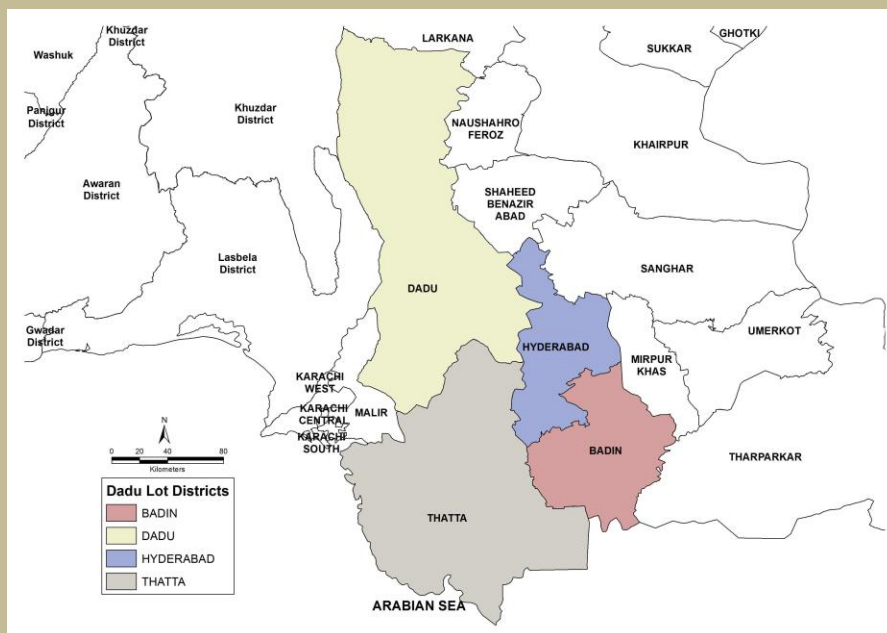 Khuzdar
District
LARKANA
GHOTKI
Washuk
SUKKAR
Panjgur
District
Khuzdar
District
NAUSHAHRO
FEROZ
KHAIRPUR
Awaran
District
SHAHEED
BENAZIR
ABAD
Lasbela
District
SANGHAR
DADU
Gwadar
District
HYDERABAD
MIRPUR
KHAS
UMERKOT
KARACHI
WEST
KARACHI
CENTRAL
MALIR
KARACHI
SOUTH
N
0 20 40 80
Kilometers
BADIN
THARPARKAR
THATTA
Dadu Lot Districts
BADIN
DADU
HYDERABAD
THATTA
ARABIAN SEA